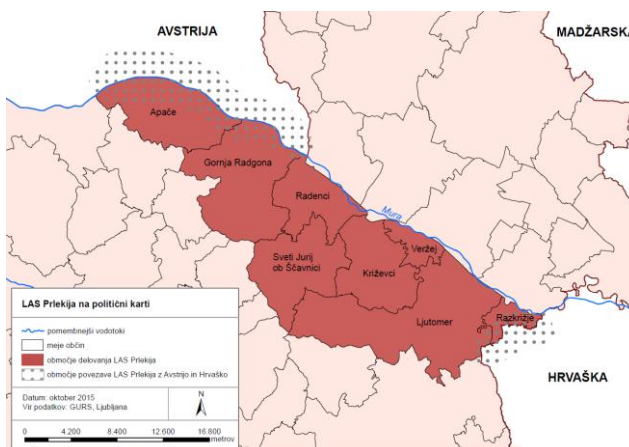 AVSTRIJA
MADŽARSKA
Apače
Gornja Radgona
Radenci
Mura
Veržej
Sveti Jurij
ob Ščavnici
Križevci
Ljutomer
Razkrižje
HRVAŠKA
LAS Prlekija na politični karti
pomembnejši vodotoki
meje občin
območje delovanja LAS Prlekija
območje povezave LAS Prlekija z Avstrijo in Hrvaško
Datum: oktober 2015
Vir podatkov: GURS, Ljubljana
N
0 4.200 8.400 12.600 16.800
metrov